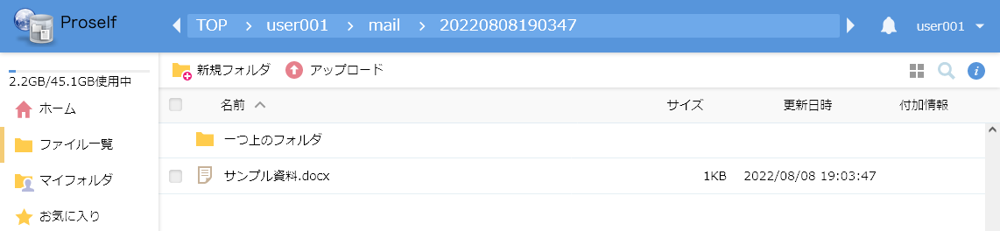 Proself
TOP user001 mail 20220808190347
user001
2.2GB/45.1GB使用中
ホーム
ファイル一覧
マイフォルダ
お気に入り
新規フォルダ アップロード
名前 サイズ 更新日時 付加情報
一つ上のフォルダ
サンプル資料.docx 1KB 2022/08/08 19:03:47